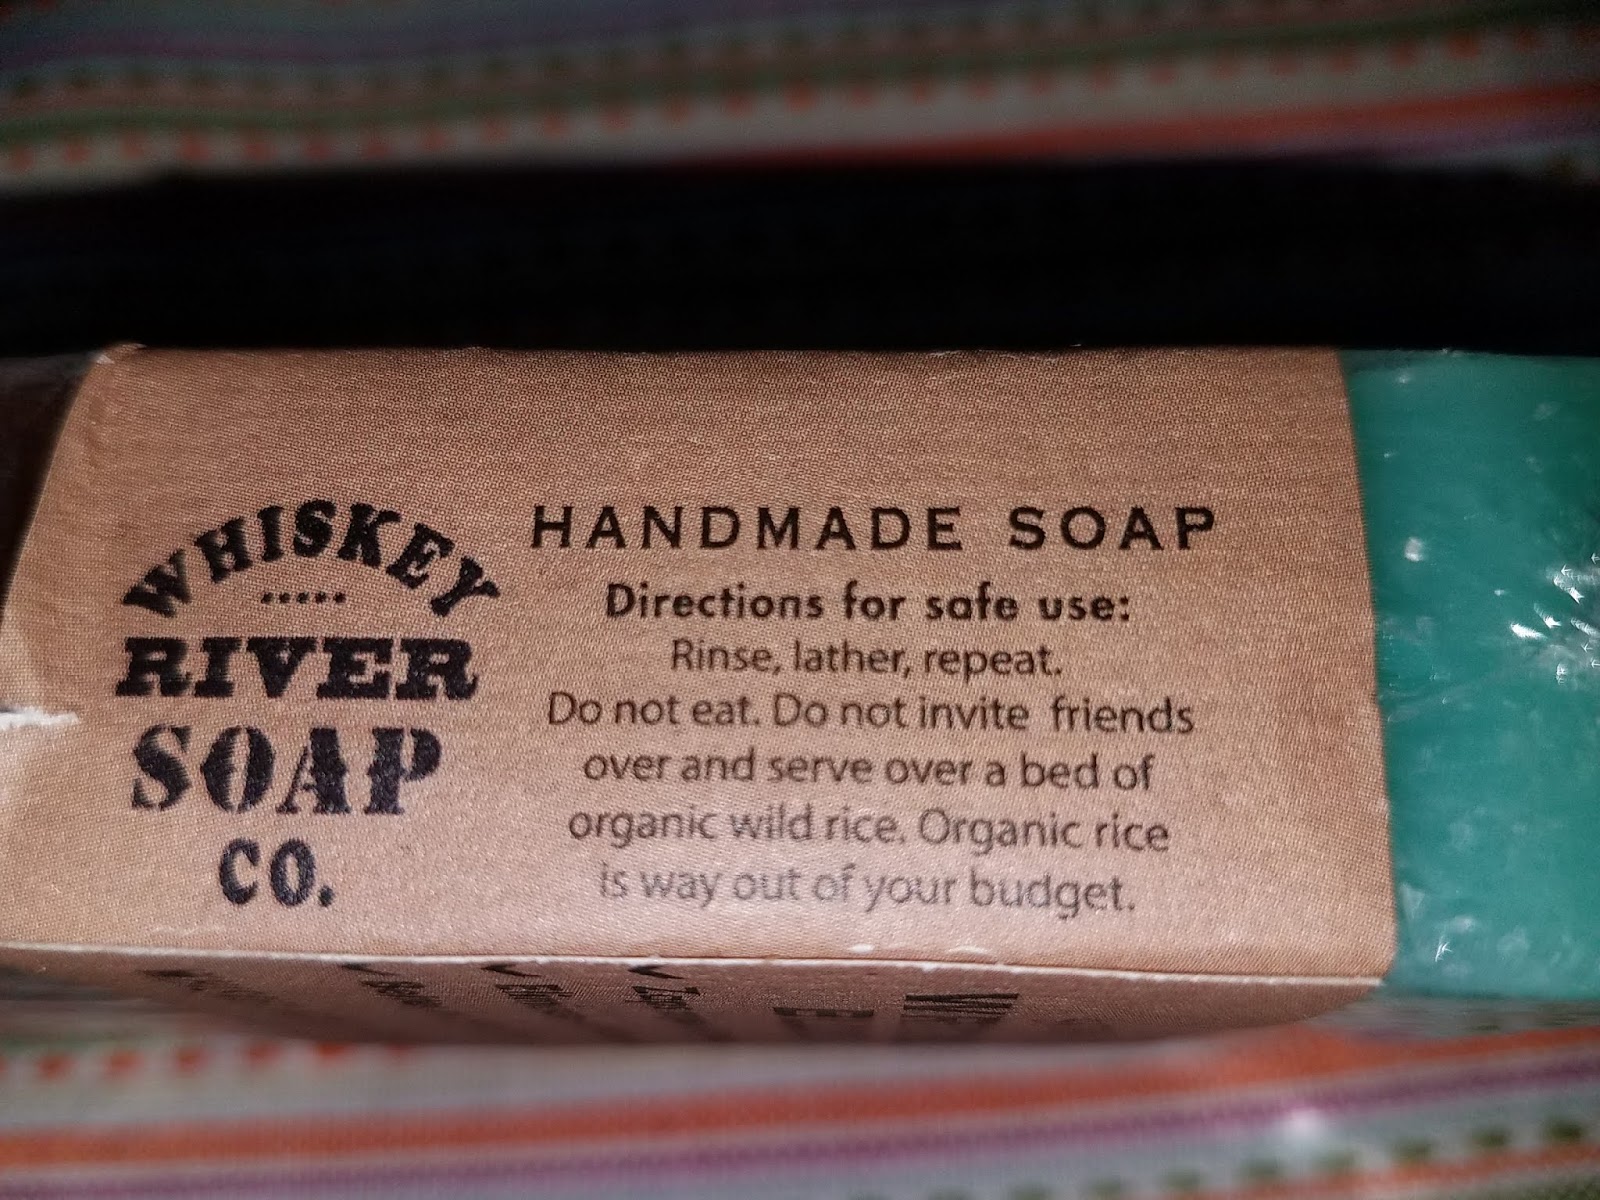 WHISKEY
RIVER
SOAP
CO.
HANDMADE SOAP
Directions for safe use:
Rinse, lather, repeat.
Do not eat. Do not invite friends
over and serve over a bed of
organic wild rice. Organic rice
is way out of your budget.